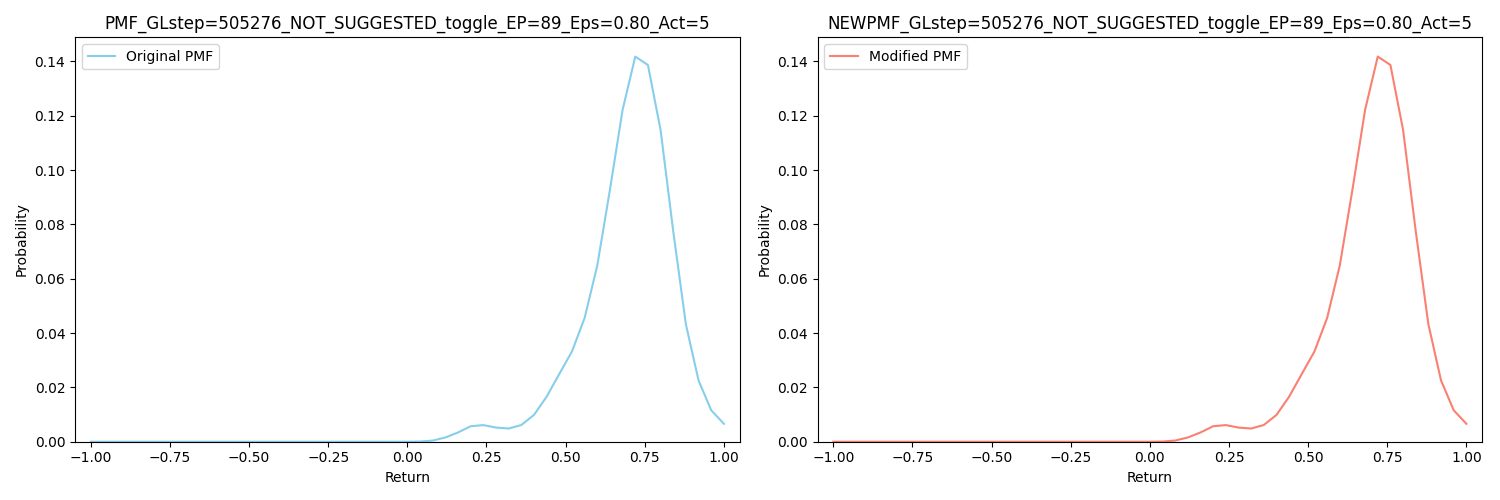 PMF_GLstep=505276_NOT_SUGGESTED_toggle_EP=89_Eps=0.80_Act=5
Original PMF
0.14
0.12
0.10
0.08
0.06
0.04
0.02
0.00
Probability
−1.00 −0.75 −0.50 −0.25 0.00 0.25 0.50 0.75 1.00
Return
NEWPMF_GLstep=505276_NOT_SUGGESTED_toggle_EP=89_Eps=0.80_Act=5
Modified PMF
0.14
0.12
0.10
0.08
0.06
0.04
0.02
0.00
Probability
−1.00 −0.75 −0.50 −0.25 0.00 0.25 0.50 0.75 1.00
Return